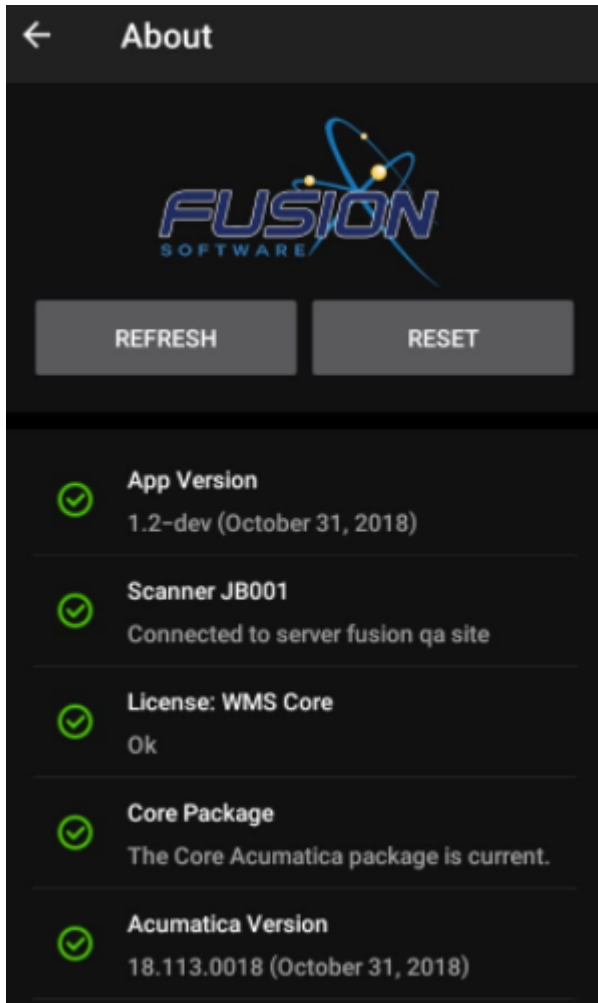 About
FUSION
SOFTWARE
REFRESH
RESET
App Version
1.2-dev (October 31, 2018)
Scanner JB001
Connected to server fusion qa site
License: WMS Core
Ok
Core Package
The Core Acumatica package is current.
Acumatica Version
18.113.0018 (October 31, 2018)